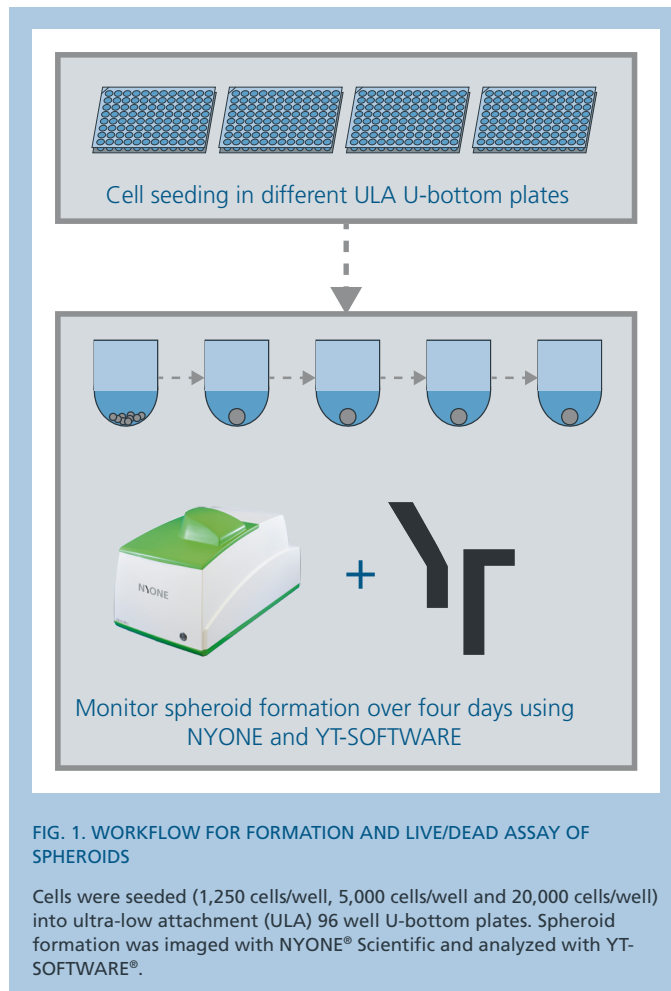 Cell seeding in different ULA U-bottom plates
NYONE
Monitor spheroid formation over four days using
NYONE and YT-SOFTWARE
FIG. 1. WORKFLOW FOR FORMATION AND LIVE/DEAD ASSAY OF
SPHEROIDS
Cells were seeded (1,250 cells/well, 5,000 cells/well and 20,000 cells/well)
into ultra-low attachment (ULA) 96 well U-bottom plates. Spheroid
formation was imaged with NYONE® Scientific and analyzed with YT-
SOFTWARE®.